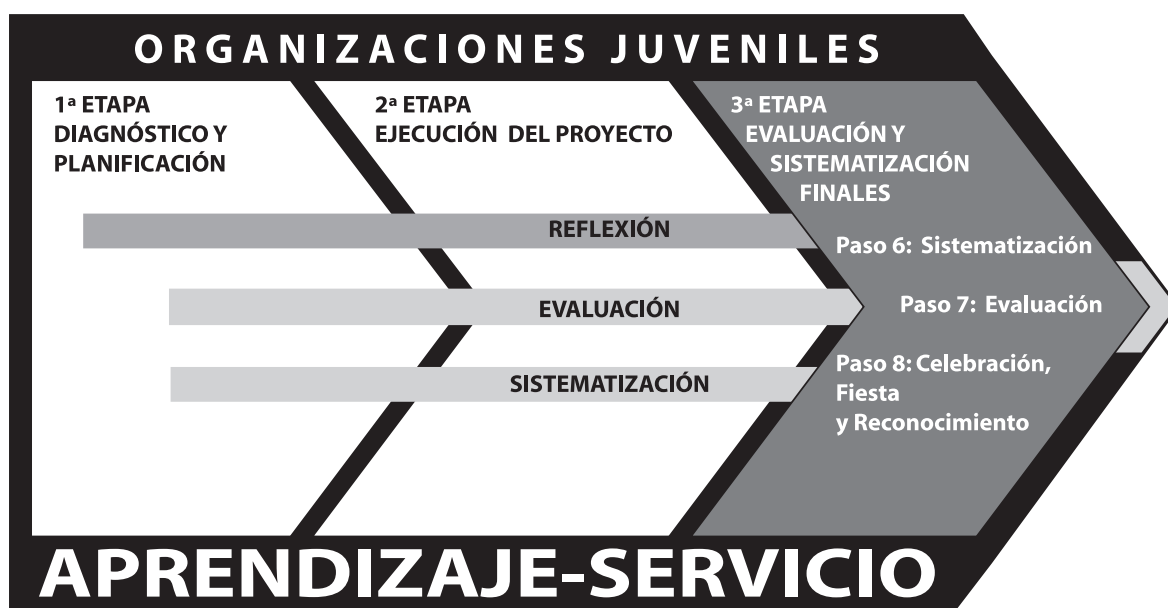 ORGANIZACIONES JUVENILES
1ª ETAPA
DIAGNÓSTICO Y
PLANIFICACIÓN
2ª ETAPA
EJECUCIÓN DEL PROYECTO
3ª ETAPA
EVALUACIÓN Y
SISTEMATIZACIÓN
FINALES
REFLEXIÓN
EVALUACIÓN
SISTEMATIZACIÓN
Paso 6: Sistematización
Paso 7: Evaluación
Paso 8: Celebración,
Fiesta
y Reconocimiento
APRENDIZAJE-SERVICIO